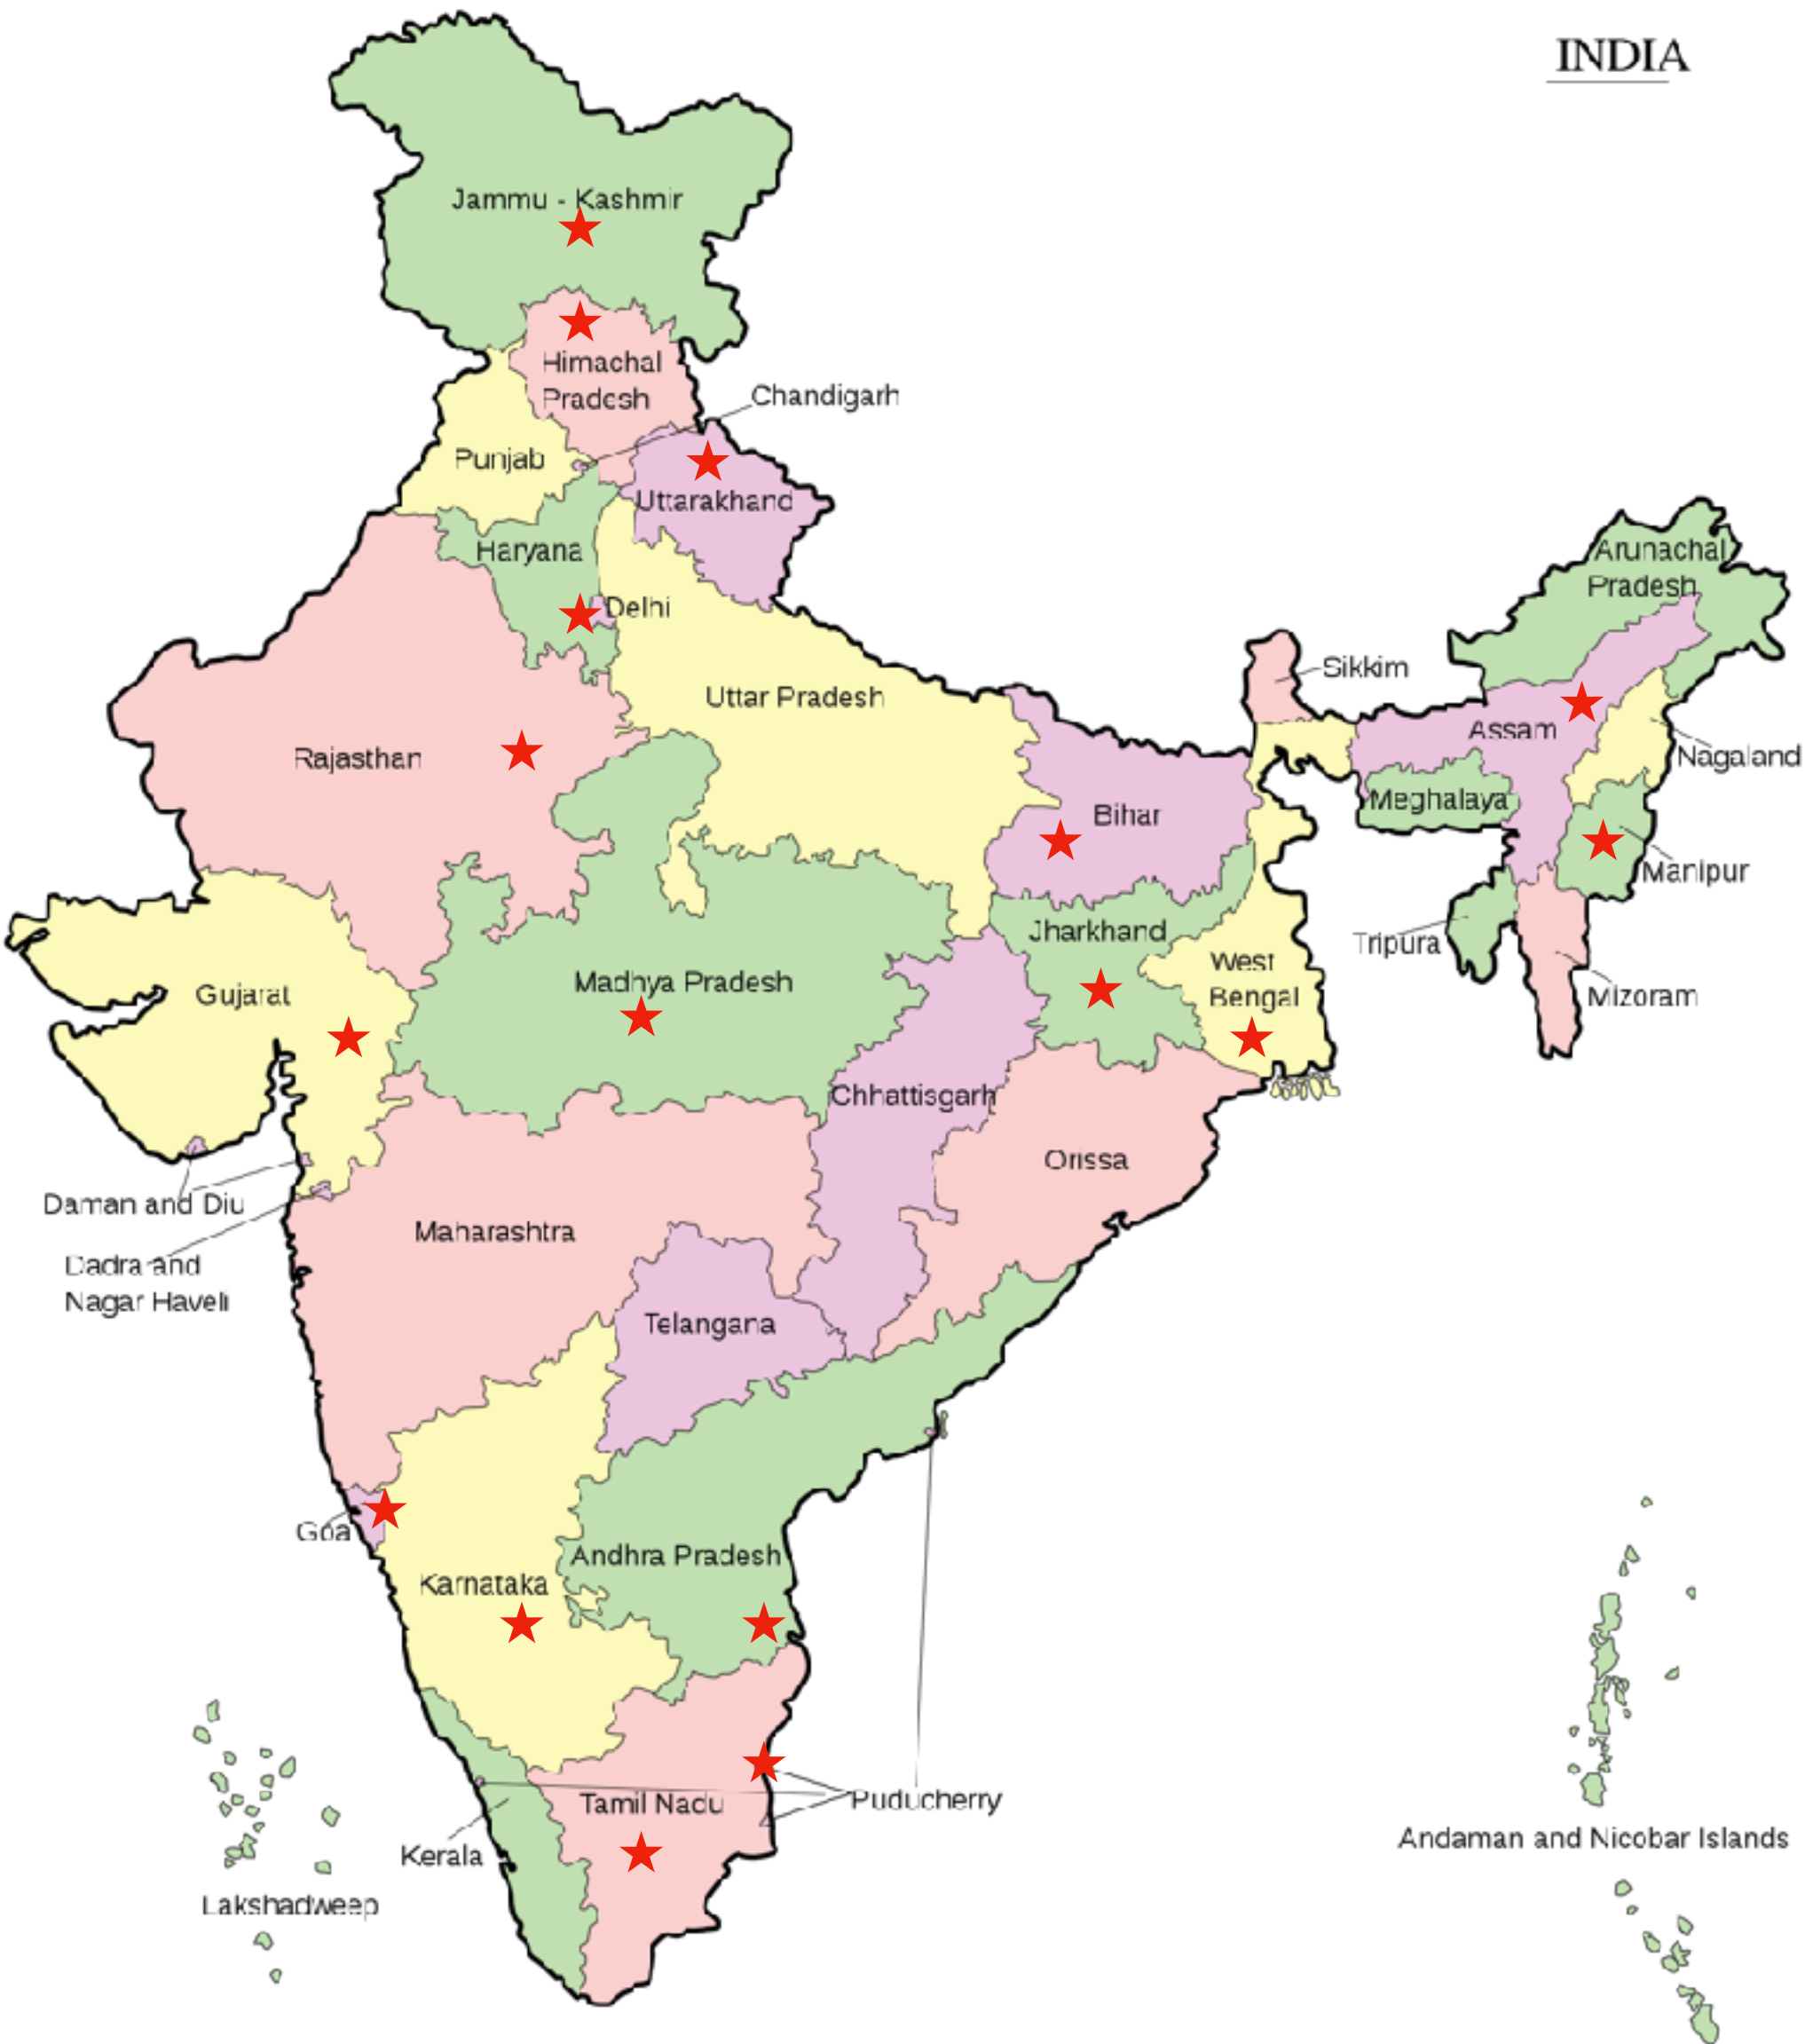 INDIA
Jammu - Kashmir
Himachal
Pradesh
Chandigarh
Punjab
Uttarakhand
Haryana
Delhi
Arunachal
Pradesh
Sikkim
Uttar Pradesh
Assam
Rajasthan
Nagaland
Meghalaya
Bihar
Manipur
Jharkhand
Tripura
West
Bengal
Madhya Pradesh
Gujarat
Mizoram
Chhattisgarh
Orissa
Daman and Diu
Maharashtra
Dadra and
Nagar Haveli
Telangana
Goa
Andhra Pradesh
Karnataka
Puducherry
Tamil Nadu
Andaman and Nicobar Islands
Kerala
Lakshadweep